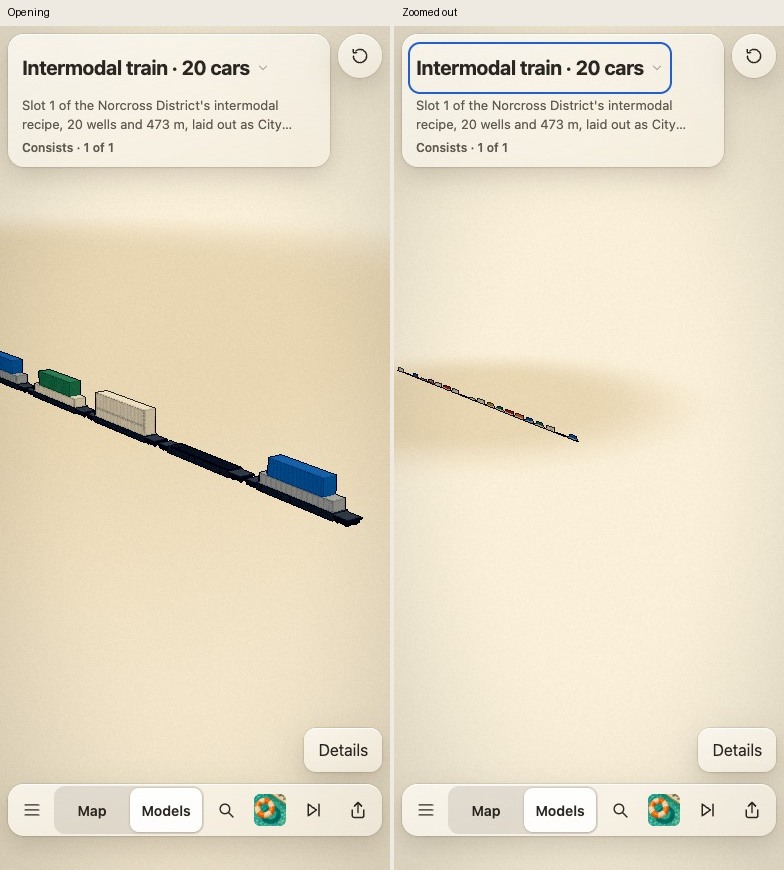 Opening
Intermodal train · 20 cars
Slot 1 of the Norcross District's intermodal
recipe, 20 wells and 473 m, laid out as City...
Consists · 1 of 1
Details
Map
Models
Zoomed out
Intermodal train · 20 cars
Slot 1 of the Norcross District's intermodal
recipe, 20 wells and 473 m, laid out as City...
Consists · 1 of 1
Details
Map
Models